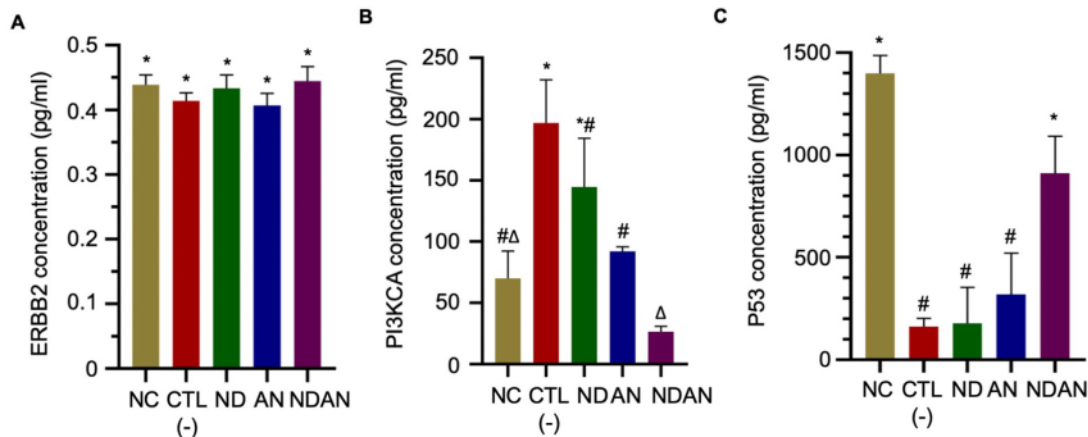 A
ERBB2 concentration (pg/ml)
0.5
0.4
0.3
0.2
0.1
0
*
*
*
*
*
NC CTL ND AN NDAN
(-)
B
PI3KCA concentration (pg/ml)
250
200
150
100
50
0
#Δ
*
*#
#
Δ
NC CTL ND AN NDAN
(-)
C
P53 concentration (pg/ml)
1500
1000
500
0
*
#
#
#
*
NC CTL ND AN NDAN
(-)